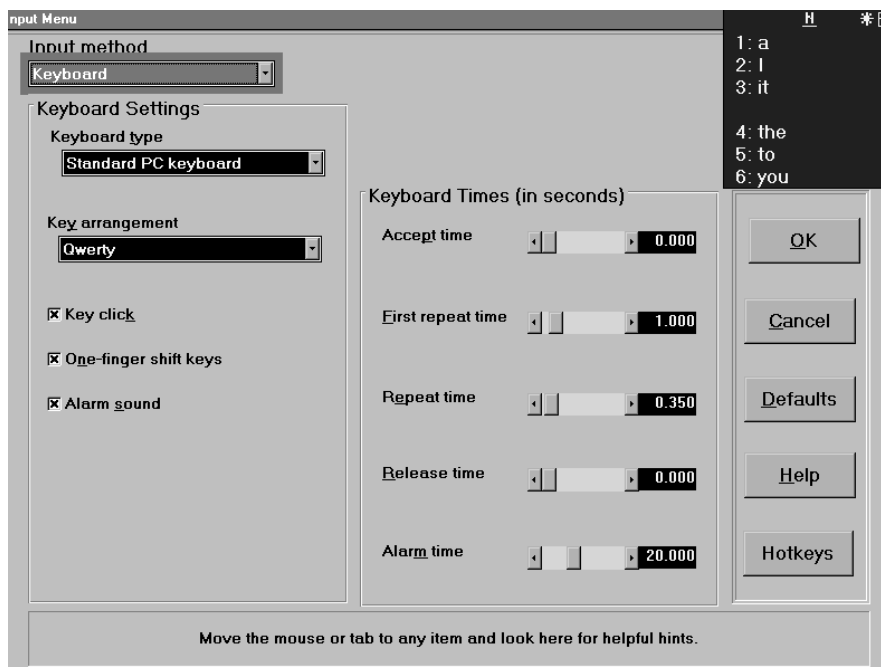 nput Menu
Input method
Keyboard
Keyboard Settings
Keyboard type
Standard PC keyboard
Key arrangement
Qwerty
Key click
One-finger shift keys
Alarm sound
Keyboard Times (in seconds)
Accept time 0.000
First repeat time 1.000
Repeat time 0.350
Release time 0.000
Alarm time 20.000
N *
1: a
2: I
3: it
4: the
5: to
6: you
OK
Cancel
Defaults
Help
Hotkeys
Move the mouse or tab to any item and look here for helpful hints.